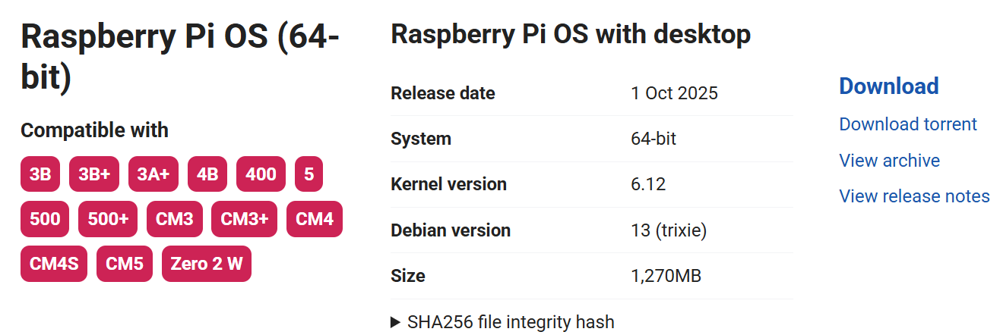 Raspberry Pi OS (64-
bit)
Compatible with
3B 3B+ 3A+ 4B 400 5
500 500+ CM3 CM3+ CM4
CM4S CM5 Zero 2 W
Raspberry Pi OS with desktop
Release date 1 Oct 2025
System 64-bit
Kernel version 6.12
Debian version 13 (trixie)
Size 1,270MB
▶ SHA256 file integrity hash
Download
Download torrent
View archive
View release notes